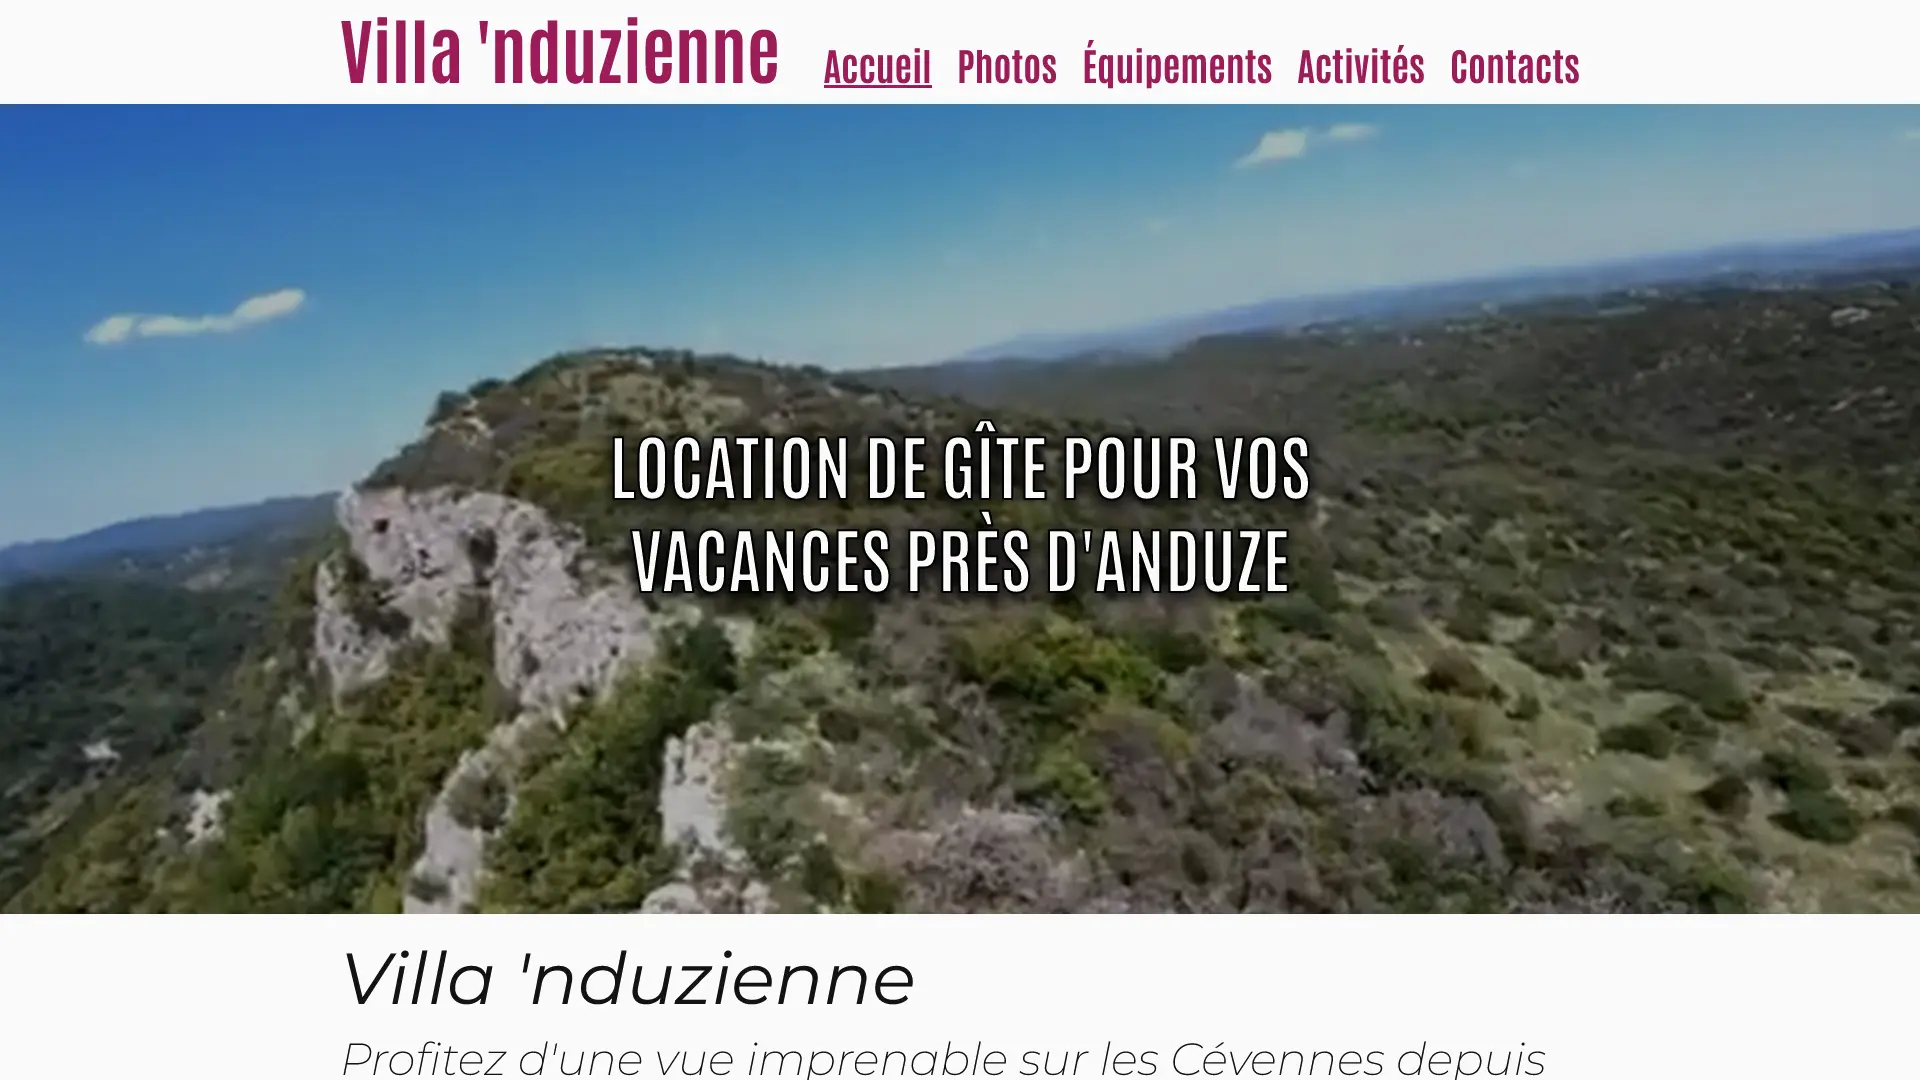 Villa 'nduzienne
Accueil Photos Équipements Activités Contacts
LOCATION DE GÎTE POUR VOS
VACANCES PRÈS D'ANDUZE
Villa 'nduzienne
Profitez d'une vue imprenable sur les Cévennes depuis